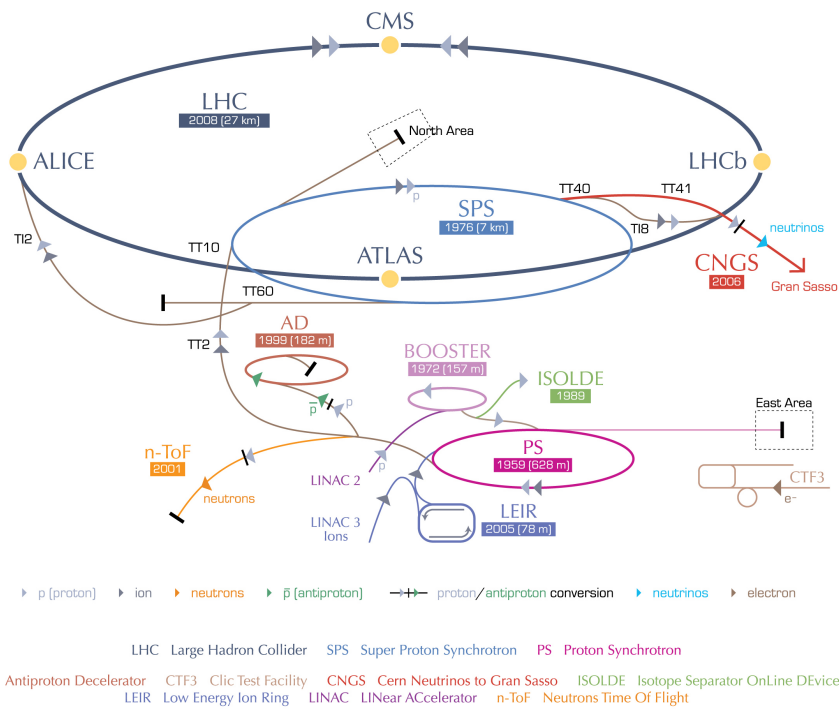 CMS
LHC
2008 (27 km)
North Area
ALICE
LHCb
TT40
TT41
p
SPS
1976 (7 km)
TI8
neutrinos
TI2
TT10
ATLAS
CNGS
2006
Gran Sasso
TT60
AD
1999 (182 m)
TT2
BOOSTER
1972 (157 m)
ISOLDE
1989
p
p̅
East Area
n-ToF
2001
PS
1959 (628 m)
p
LINAC 2
neutrons
CTF3
e-
LEIR
2005 (78 m)
LINAC 3
Ions
p (proton)
ion
neutrons
p̅ (antiproton)
proton/antiproton conversion
neutrinos
electron
LHC Large Hadron Collider SPS Super Proton Synchrotron PS Proton Synchrotron
Antiproton Decelerator CTF3 Clic Test Facility CNGS Cern Neutrinos to Gran Sasso ISOLDE Isotope Separator OnLine DEvice
LEIR Low Energy Ion Ring LINAC LINear ACcelerator n-ToF Neutrons Time Of Flight